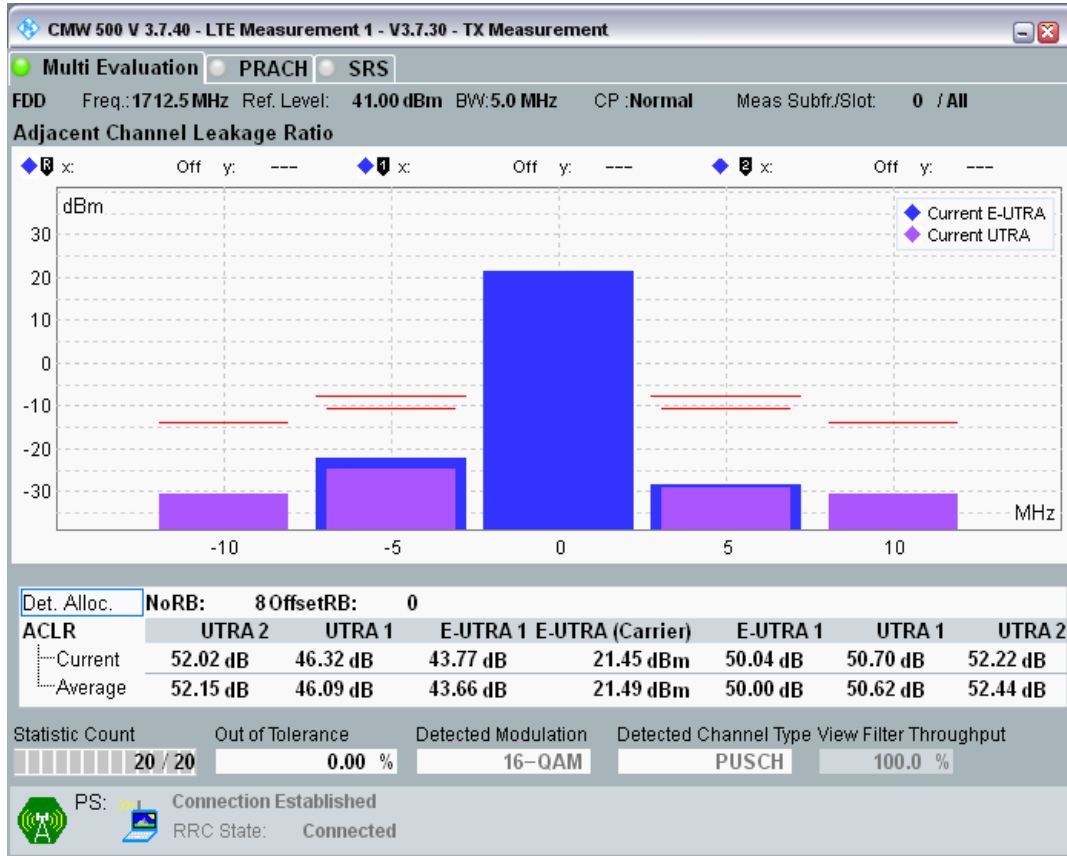 CMW 500 V 3.7.40 - LTE Measurement 1 - V3.7.30 - TX Measurement
Multi Evaluation PRACH SRS
FDD Freq.: 1712.5 MHz Ref. Level: 41.00 dBm BW: 5.0 MHz CP : Normal Meas Subfr./Slot: 0 / All
Adjacent Channel Leakage Ratio
R x: Off y: --- 1 x: Off y: --- 2 x: Off y: ---
dBm
Current E-UTRA
Current UTRA
30
20
10
0
-10
-20
-30
MHz
-10 -5 0 5 10
Det. Alloc. NoRB: 8 OffsetRB: 0
ACLR UTRA 2 UTRA 1 E-UTRA 1 E-UTRA (Carrier) E-UTRA 1 UTRA 1 UTRA 2
Current 52.02 dB 46.32 dB 43.77 dB 21.45 dBm 50.04 dB 50.70 dB 52.22 dB
Average 52.15 dB 46.09 dB 43.66 dB 21.49 dBm 50.00 dB 50.62 dB 52.44 dB
Statistic Count Out of Tolerance Detected Modulation Detected Channel Type View Filter Throughput
20 / 20 0.00 % 16-QAM PUSCH 100.0 %
PS: Connection Established
RRC State: Connected